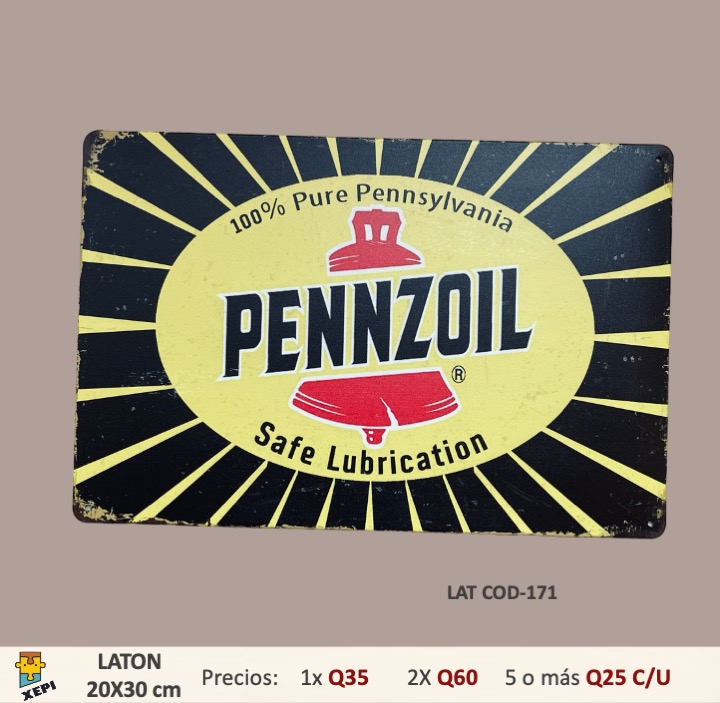 100% Pure Pennsylvania
PENNZOIL
®
Safe Lubrication
LAT COD-171
XEPI
LATON
20X30 cm
Precios: 1x Q35 2X Q60 5 o más Q25 C/U